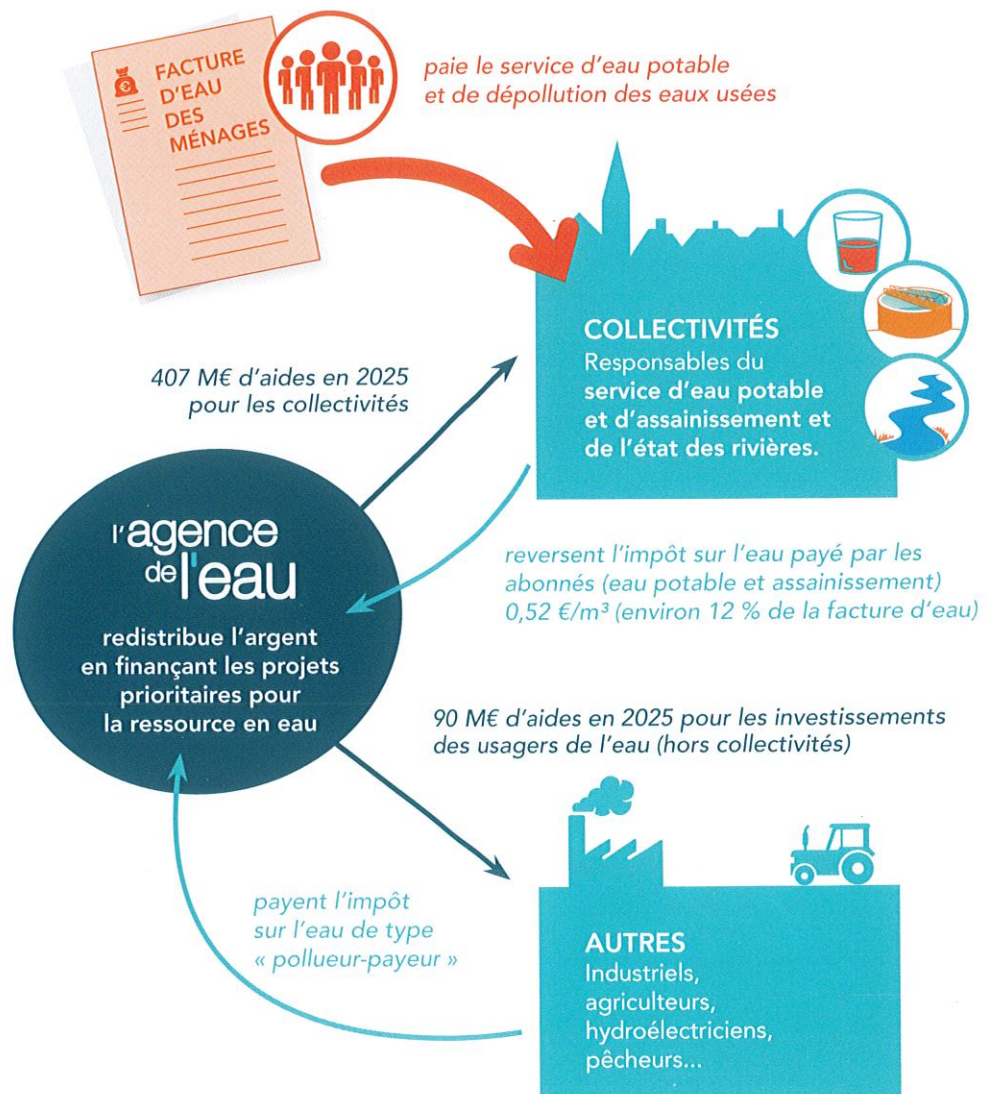 FACTURE
D'EAU
DES
MÉNAGES
€
paie le service d'eau potable
et de dépollution des eaux usées
COLLECTIVITÉS
Responsables du
service d'eau potable
et d'assainissement et
de l'état des rivières.
407 M€ d'aides en 2025
pour les collectivités
l'agence
de l'eau
redistribue l'argent
en finançant les projets
prioritaires pour
la ressource en eau
reversent l'impôt sur l'eau payé par les
abonnés (eau potable et assainissement)
0,52 €/m³ (environ 12 % de la facture d'eau)
90 M€ d'aides en 2025 pour les investissements
des usagers de l'eau (hors collectivités)
payent l'impôt
sur l'eau de type
« pollueur-payeur »
AUTRES
Industriels,
agriculteurs,
hydroélectriciens,
pêcheurs...